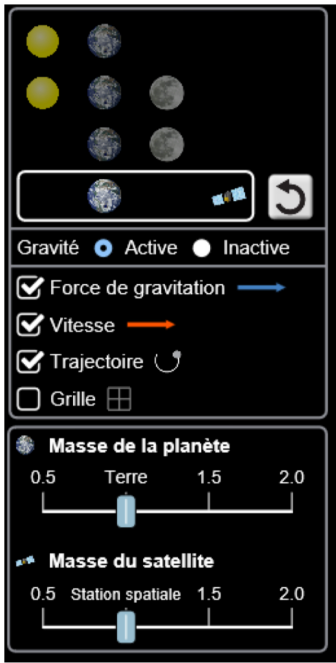 Gravité Active Inactive
Force de gravitation
Vitesse
Trajectoire
Grille
Masse de la planète
0.5 Terre 1.5 2.0
Masse du satellite
0.5 Station spatiale 1.5 2.0